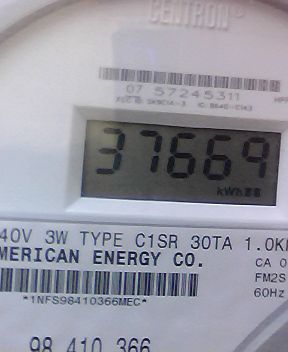 CENTRON®
07 57245311
37669
kWh
40V 3W TYPE C1SR 30TA 1.0K
MERICAN ENERGY CO.
CA 0
FM2S
60Hz
*1NFS98410366MEC*
98 410 366